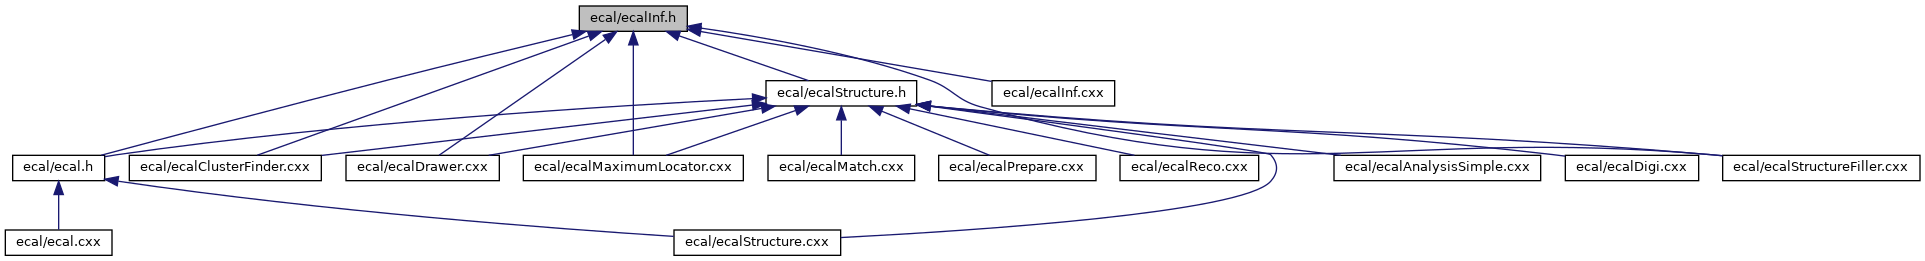 ecal/ecalInf.h
ecal/ecalStructure.h
ecal/ecalInf.cxx
ecal/ecal.h
ecal/ecalClusterFinder.cxx
ecal/ecalDrawer.cxx
ecal/ecalMaximumLocator.cxx
ecal/ecalMatch.cxx
ecal/ecalPrepare.cxx
ecal/ecalReco.cxx
ecal/ecalAnalysisSimple.cxx
ecal/ecalDigi.cxx
ecal/ecalStructureFiller.cxx
ecal/ecal.cxx
ecal/ecalStructure.cxx